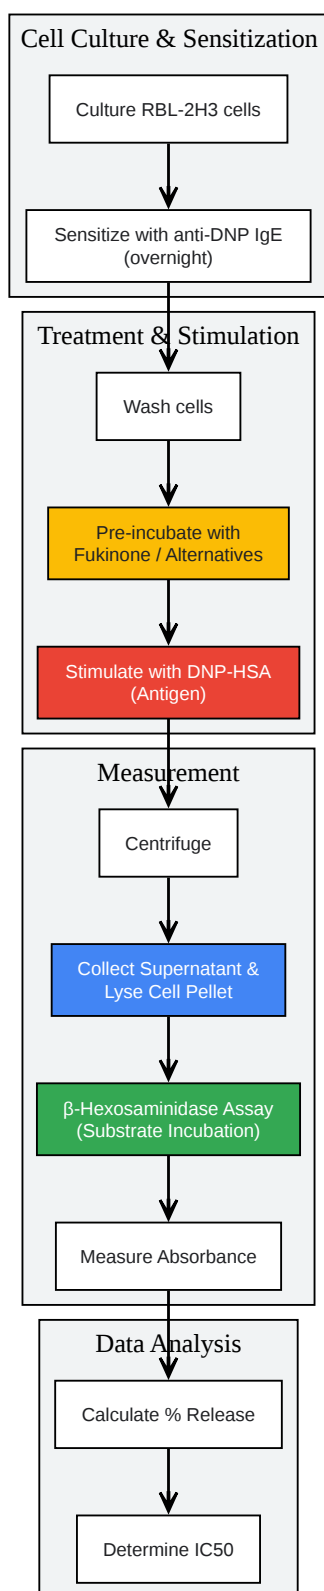 Cell Culture & Sensitization
Culture RBL-2H3 cells
Sensitize with anti-DNP IgE
(overnight)
Treatment & Stimulation
Wash cells
Pre-incubate with
Fukinone / Alternatives
Stimulate with DNP-HSA
(Antigen)
Measurement
Centrifuge
Collect Supernatant &
Lyse Cell Pellet
β-Hexosaminidase Assay
(Substrate Incubation)
Measure Absorbance
Data Analysis
Calculate % Release
Determine IC50